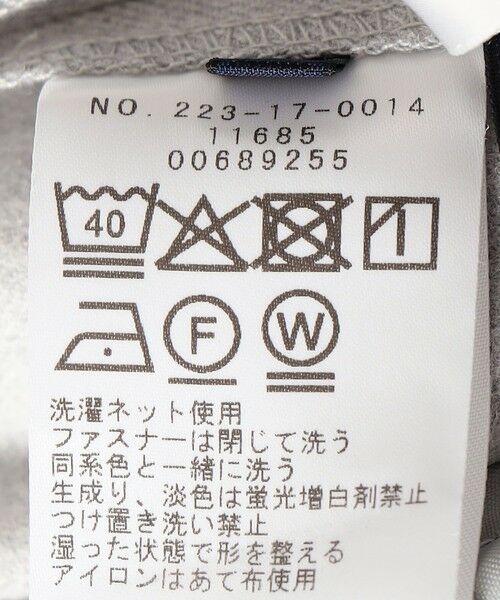 NO. 223-17-0014
11685
00689255
40
F W
洗濯ネット使用
ファスナーは閉じて洗う
同系色と一緒に洗う
生成り、淡色は蛍光増白剤禁止
つけ置き洗い禁止
湿った状態で形を整える
アイロンはあて布使用